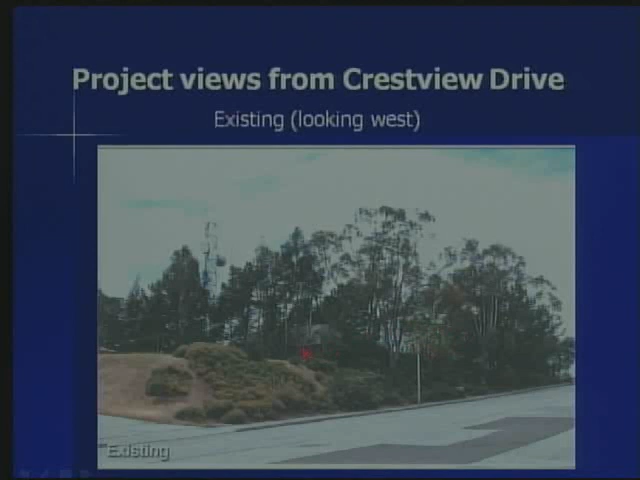 Project views from Crestview Drive
Existing (looking west)
Existing